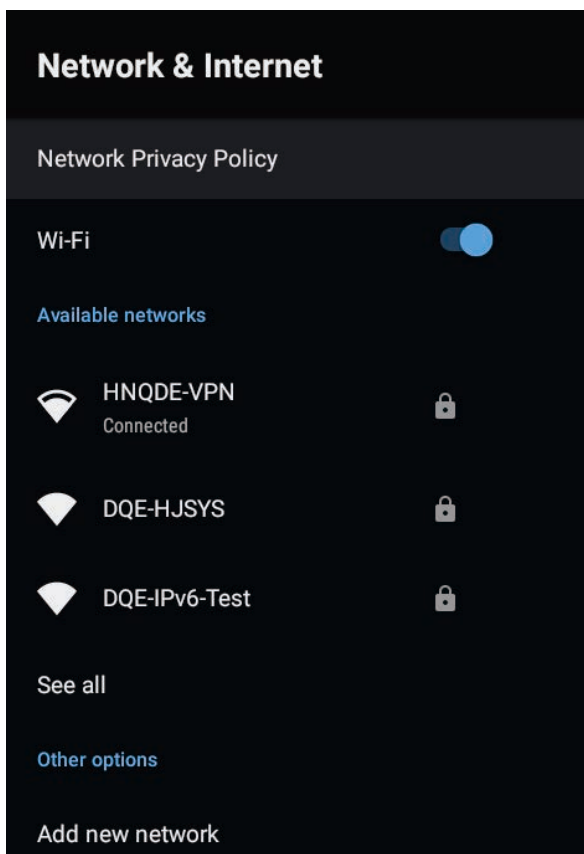 Network & Internet
Network Privacy Policy
Wi-Fi
Available networks
HNQDE-VPN
Connected
DQE-HJSYS
DQE-IPv6-Test
See all
Other options
Add new network